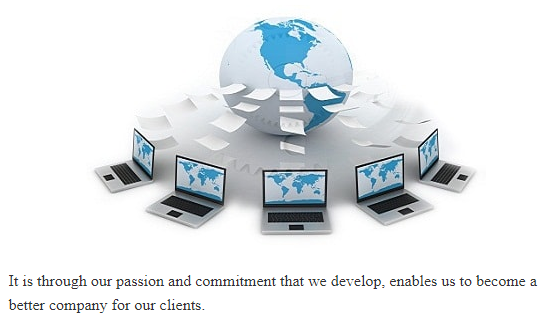 It is through our passion and commitment that we develop, enables us to become a
better company for our clients.